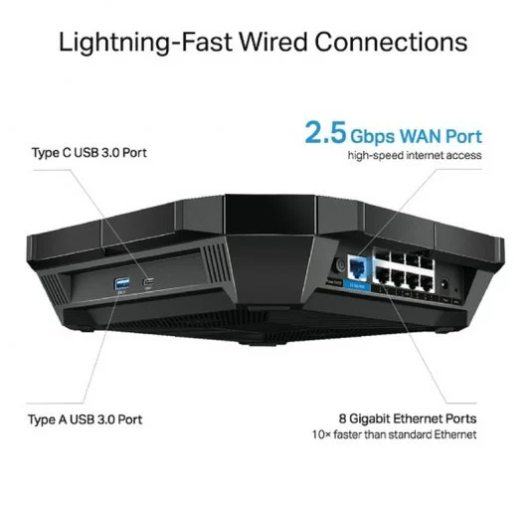 Lightning-Fast Wired Connections
2.5 Gbps WAN Port
high-speed internet access
Type C USB 3.0 Port
Type A USB 3.0 Port
8 Gigabit Ethernet Ports
10× faster than standard Ethernet